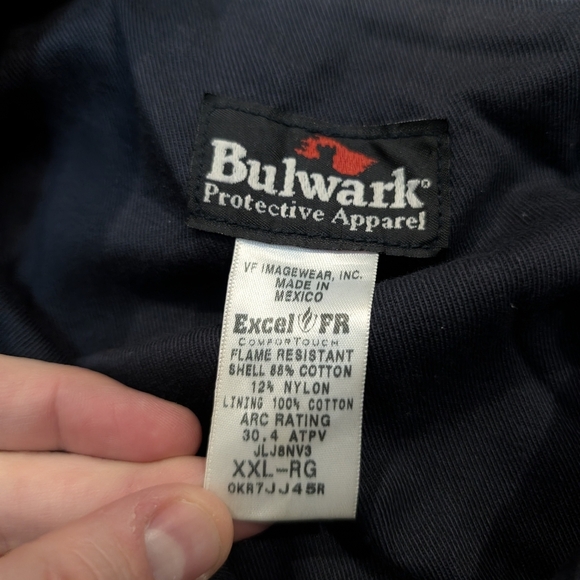 Bulwark®
Protective Apparel
VF IMAGEWEAR, INC.
MADE IN
MEXICO
Excel FR
COMFORTOUCH
FLAME RESISTANT
SHELL 88% COTTON
12% NYLON
LINING 100% COTTON
ARC RATING
30.4 ATPV
JLJ8NV3
XXL-RG
0KR7JJ45R